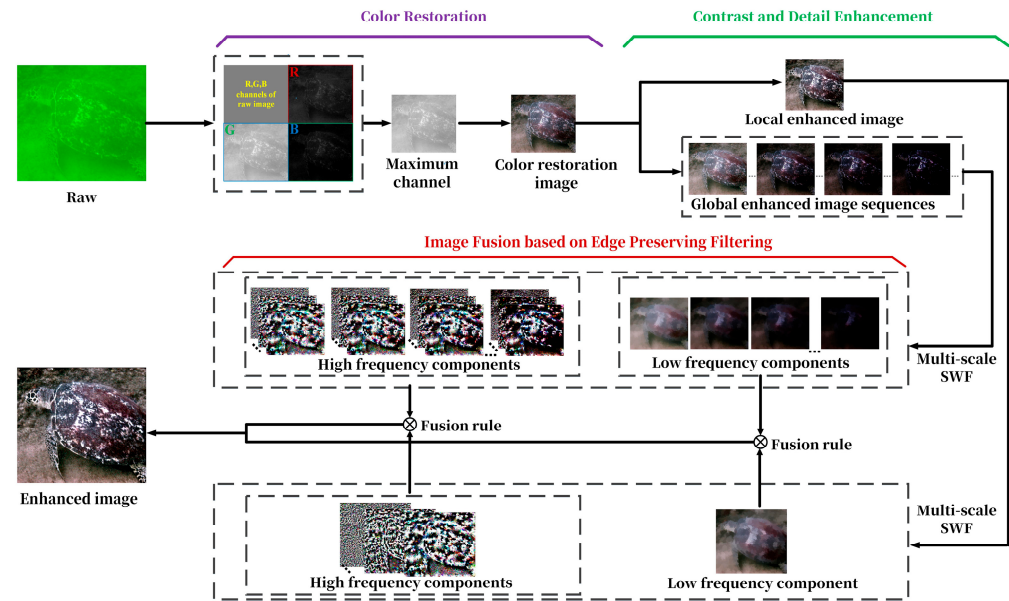 Color Restoration
Contrast and Detail Enhancement
R,G,B
channels of
raw image
R
G
B
Raw
Maximum
channel
Color restoration
image
Local enhanced image
Global enhanced image sequences
Image Fusion based on Edge Preserving Filtering
High frequency components
Low frequency components
Multi-scale
SWF
Fusion rule
Fusion rule
Enhanced image
High frequency components
Low frequency component
Multi-scale
SWF